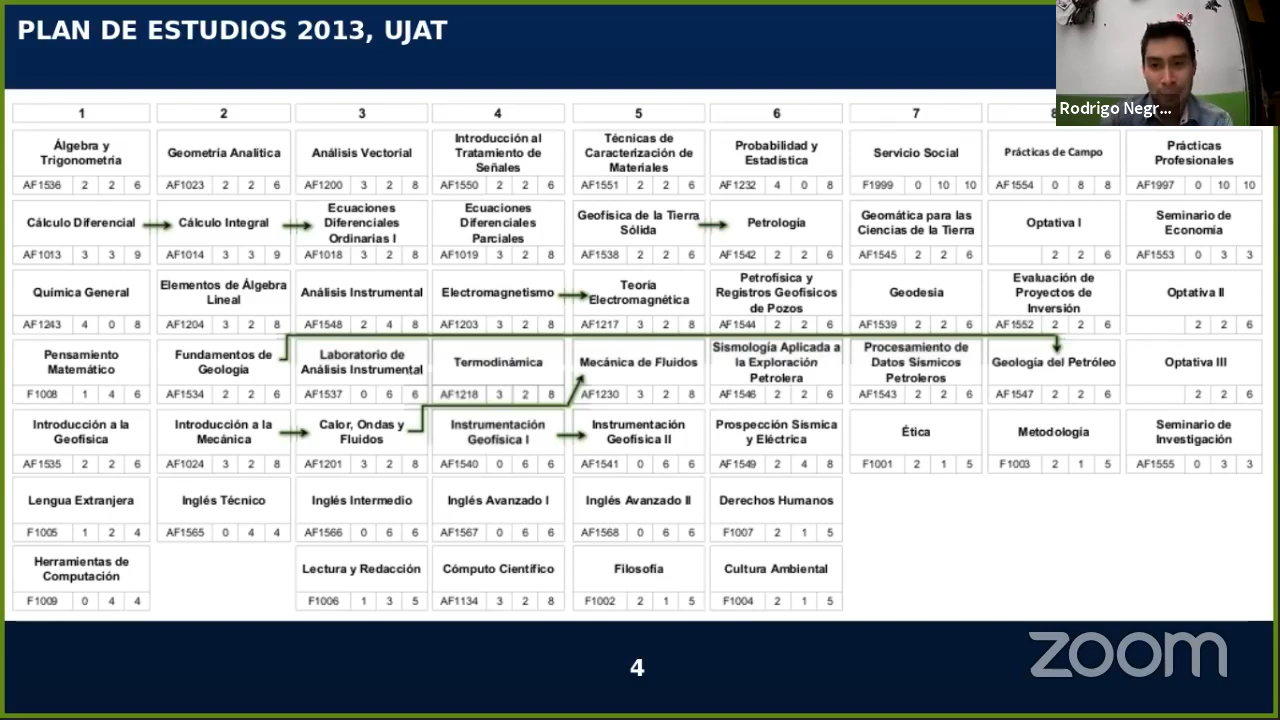 PLAN DE ESTUDIOS 2013, UJAT
Rodrigo Negr...
1 2 3 4 5 6 7 8
Álgebra y
Trigonometría
AF1536 2 2 6
Geometría Analítica
AF1023 2 2 6
Análisis Vectorial
AF1200 3 2 8
Introducción al
Tratamiento de
Señales
AF1550 2 2 6
Técnicas de
Caracterización de
Materiales
AF1551 2 2 6
Probabilidad y
Estadística
AF1232 4 0 8
Servicio Social
F1999 0 10 10
Prácticas de Campo
AF1554 0 8 8
Prácticas
Profesionales
AF1997 0 10 10
Cálculo Diferencial
AF1013 3 3 9
Cálculo Integral
AF1014 3 3 9
Ecuaciones
Diferenciales
Ordinarias I
AF1018 3 2 8
Ecuaciones
Diferenciales
Parciales
AF1019 3 2 8
Geofísica de la Tierra
Sólida
AF1538 2 2 6
Petrología
AF1542 2 2 6
Geomática para las
Ciencias de la Tierra
AF1545 2 2 6
Optativa I
2 2 6
Seminario de
Economía
AF1553 0 3 3
Química General
AF1243 4 0 8
Elementos de Álgebra
Lineal
AF1204 3 2 8
Análisis Instrumental
AF1548 2 4 8
Electromagnetismo
AF1203 3 2 8
Teoría
Electromagnética
AF1217 3 2 8
Petrofísica y
Registros Geofísicos
de Pozos
AF1544 2 2 6
Geodesia
AF1539 2 2 6
Evaluación de
Proyectos de
Inversión
AF1552 2 2 6
Optativa II
2 2 6
Pensamiento
Matemático
F1008 1 4 6
Fundamentos de
Geología
AF1534 2 2 6
Laboratorio de
Análisis Instrumental
AF1537 0 6 6
Termodinámica
AF1218 3 2 8
Mecánica de Fluidos
AF1230 3 2 8
Sismología Aplicada a
la Exploración
Petrolera
AF1546 2 2 6
Procesamiento de
Datos Sísmicos
Petroleros
AF1543 2 2 6
Geología del Petróleo
AF1547 2 2 6
Optativa III
2 2 6
Introducción a la
Geofísica
AF1535 2 2 6
Introducción a la
Mecánica
AF1024 3 2 8
Calor, Ondas y
Fluidos
AF1201 3 2 8
Instrumentación
Geofísica I
AF1540 0 6 6
Instrumentación
Geofísica II
AF1541 0 6 6
Prospección Sísmica
y Eléctrica
AF1549 2 4 8
Ética
F1001 2 1 5
Metodología
F1003 2 1 5
Seminario de
Investigación
AF1555 0 3 3
Lengua Extranjera
F1005 1 2 4
Inglés Técnico
AF1565 0 4 4
Inglés Intermedio
AF1566 0 6 6
Inglés Avanzado I
AF1567 0 6 6
Inglés Avanzado II
AF1568 0 6 6
Derechos Humanos
F1007 2 1 5
Herramientas de
Computación
F1009 0 4 4
Lectura y Redacción
F1006 1 3 5
Cómputo Científico
AF1134 3 2 8
Filosofía
F1002 2 1 5
Cultura Ambiental
F1004 2 1 5
4
zoom